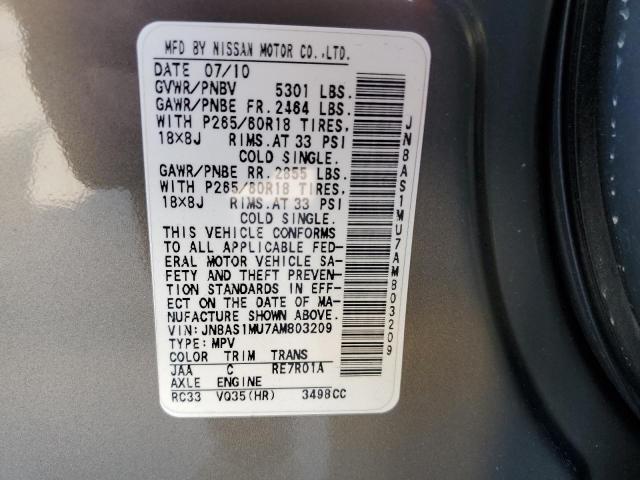 MFD BY NISSAN MOTOR CO.,LTD.
DATE 07/10
GVWR/PNBV 5301 LBS.
GAWR/PNBE FR. 2464 LBS.
WITH P265/60R18 TIRES,
18X8J RIMS.AT 33 PSI
COLD SINGLE.
GAWR/PNBE RR. 2855 LBS.
WITH P265/60R18 TIRES,
18X8J RIMS.AT 33 PSI
COLD SINGLE.
THIS VEHICLE CONFORMS
TO ALL APPLICABLE FED-
ERAL MOTOR VEHICLE SA-
FETY AND THEFT PREVEN-
TION STANDARDS IN EFF-
ECT ON THE DATE OF MA-
NUFACTURE SHOWN ABOVE.
VIN: JN8AS1MU7AM803209
TYPE: MPV
COLOR TRIM TRANS
JAA C RE7R01A
AXLE ENGINE
RC33 VQ35(HR) 3498CC
JN8AS1MU7AM803209